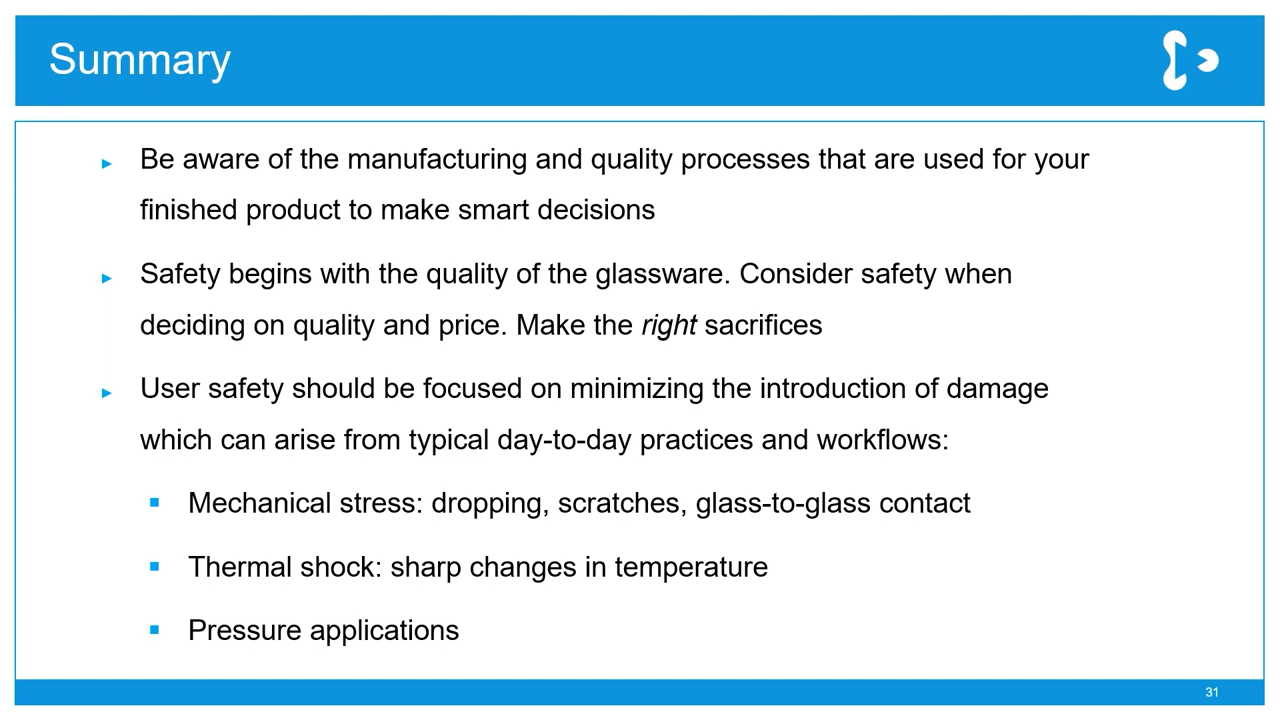 Summary
► Be aware of the manufacturing and quality processes that are used for your
finished product to make smart decisions
► Safety begins with the quality of the glassware. Consider safety when
deciding on quality and price. Make the right sacrifices
► User safety should be focused on minimizing the introduction of damage
which can arise from typical day-to-day practices and workflows:
▪ Mechanical stress: dropping, scratches, glass-to-glass contact
▪ Thermal shock: sharp changes in temperature
▪ Pressure applications
31